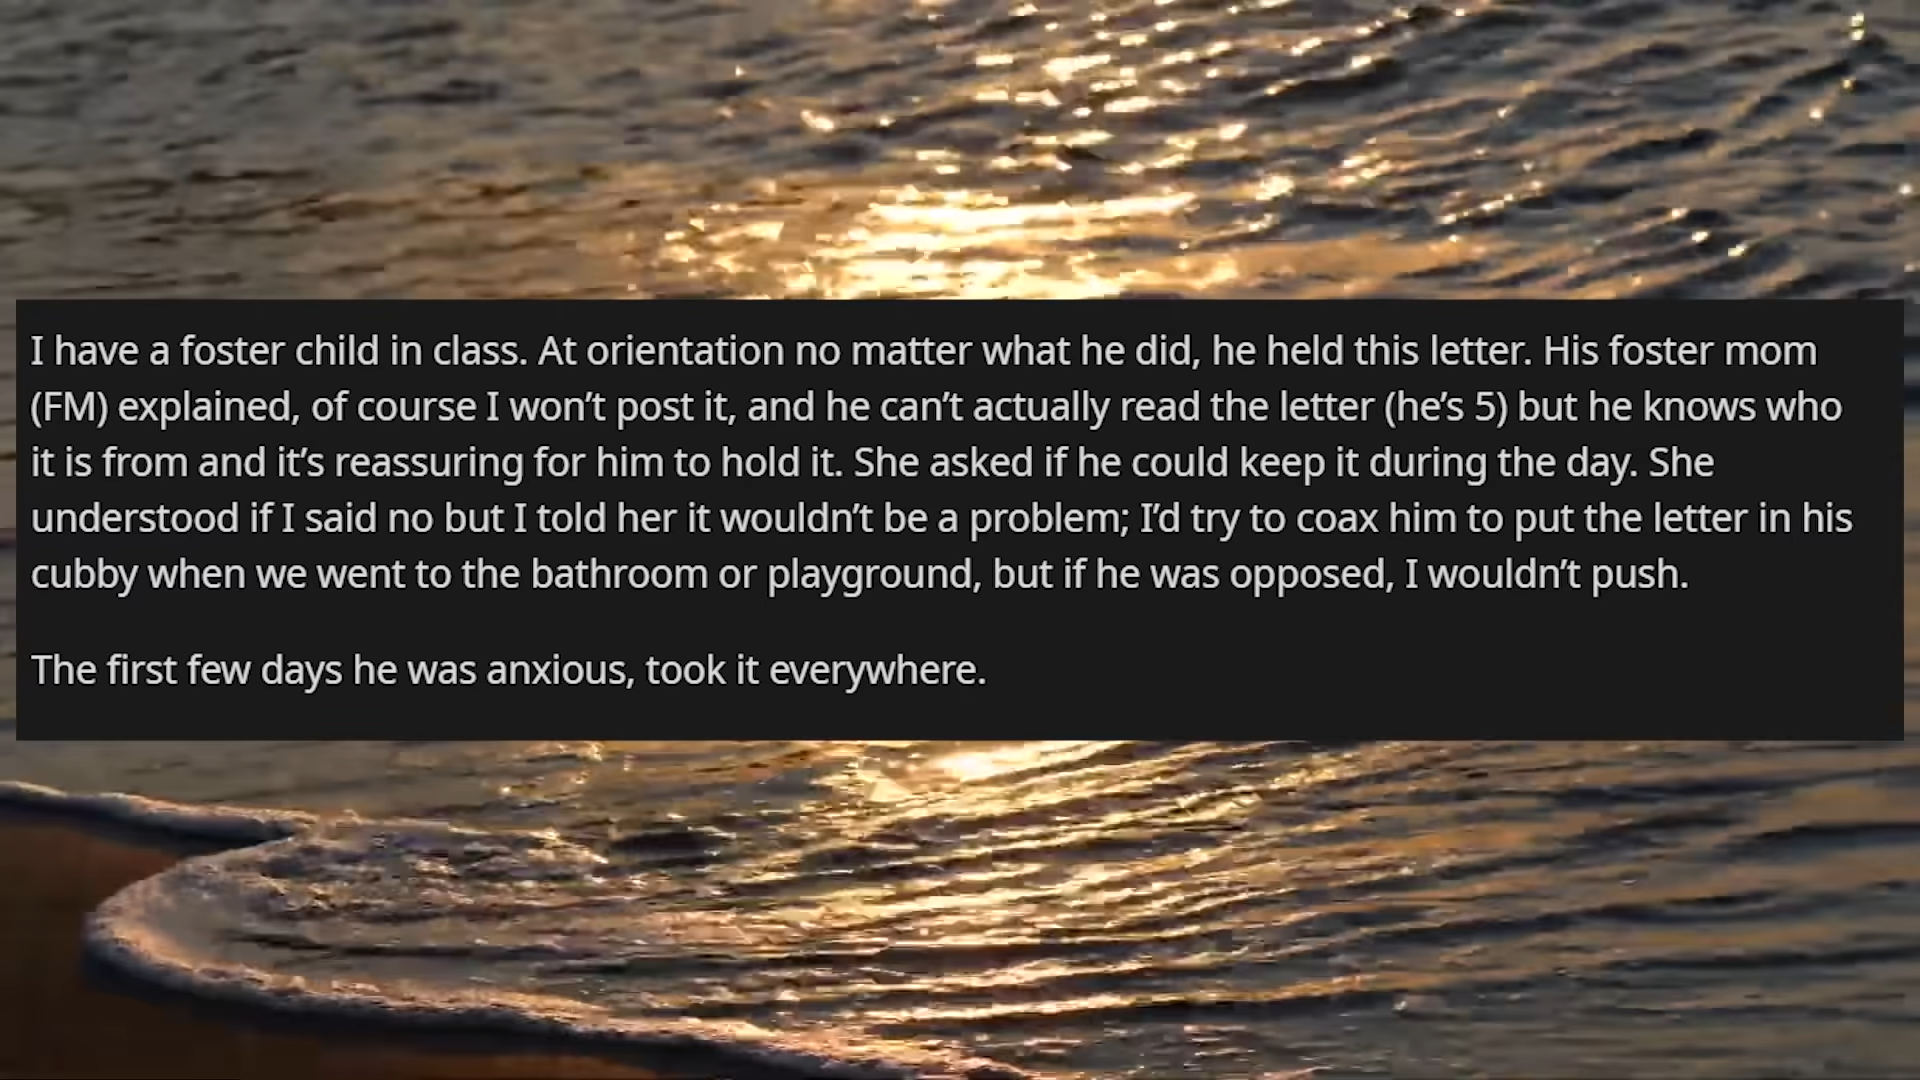 I have a foster child in class. At orientation no matter what he did, he held this letter. His foster mom
(FM) explained, of course I won’t post it, and he can’t actually read the letter (he’s 5) but he knows who
it is from and it’s reassuring for him to hold it. She asked if he could keep it during the day. She
understood if I said no but I told her it wouldn’t be a problem; I’d try to coax him to put the letter in his
cubby when we went to the bathroom or playground, but if he was opposed, I wouldn’t push.
The first few days he was anxious, took it everywhere.